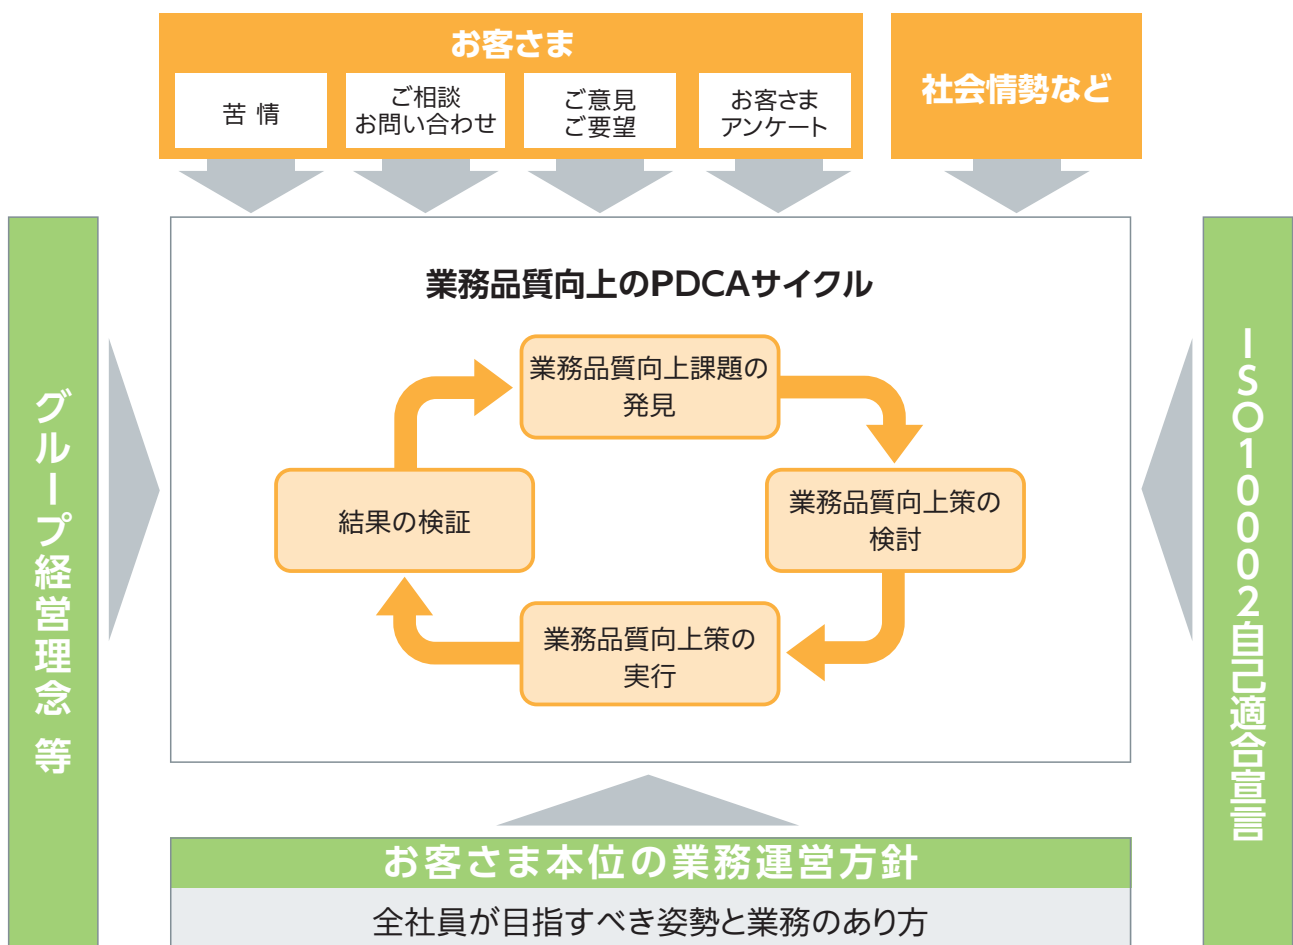 お客さま
苦 情
ご相談
お問い合わせ
ご意見
ご要望
お客さま
アンケート
社会情勢など
グループ経営理念 等
業務品質向上のPDCAサイクル
業務品質向上課題の
発見
業務品質向上策の
検討
業務品質向上策の
実行
結果の検証
ISO10002自己適合宣言
お客さま本位の業務運営方針
全社員が目指すべき姿勢と業務のあり方